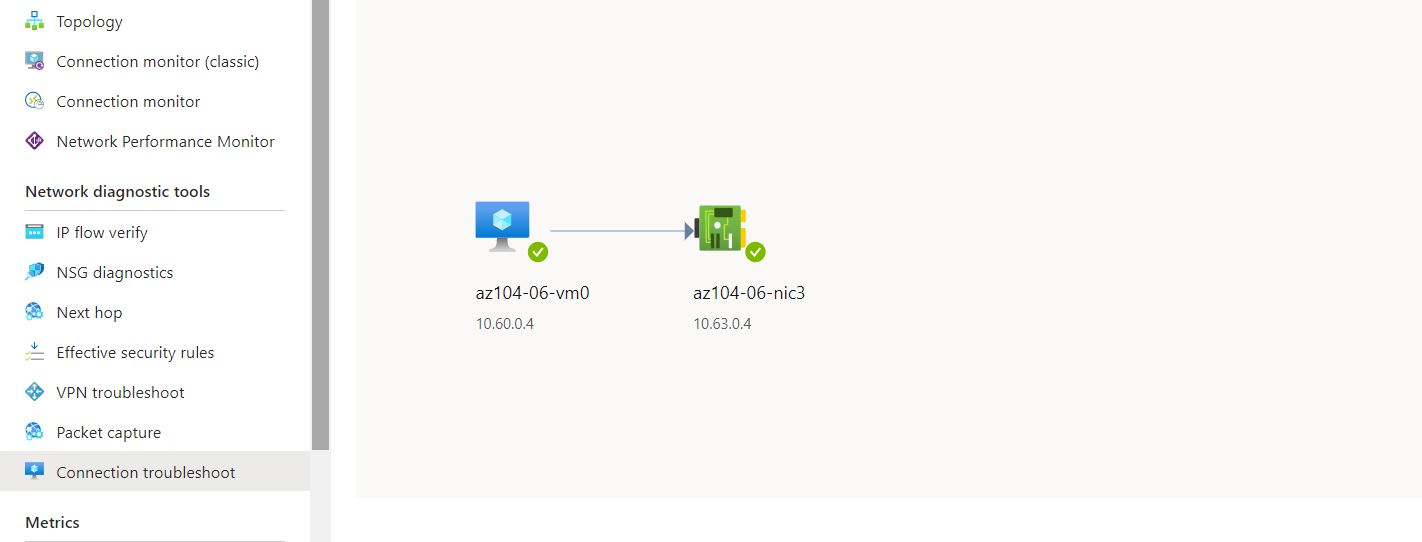 Topology
Connection monitor (classic)
Connection monitor
Network Performance Monitor
Network diagnostic tools
IP flow verify
NSG diagnostics
Next hop
Effective security rules
VPN troubleshoot
Packet capture
Connection troubleshoot
Metrics
az104-06-vm0
10.60.0.4
az104-06-nic3
10.63.0.4